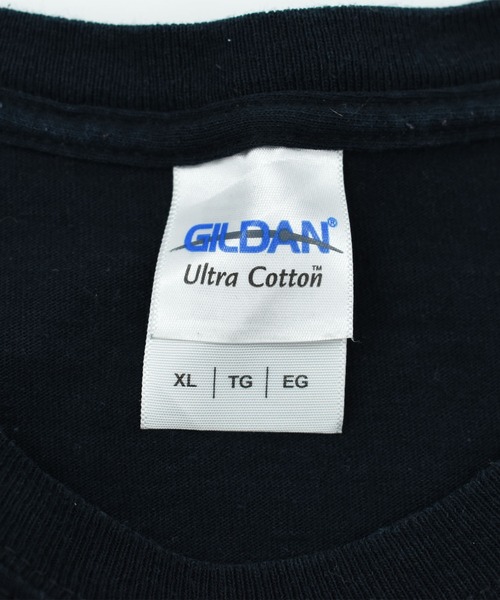 GILDAN®
Ultra Cotton™
XL | TG | EG